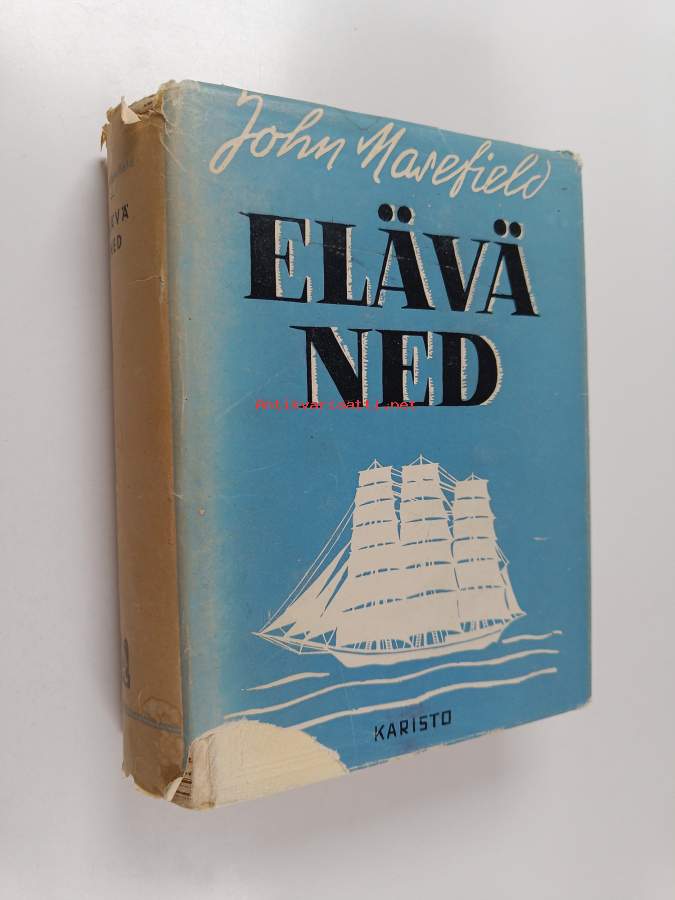 John Masefield
ELÄVÄ
NED
Antikvariaatti.net
KARISTO